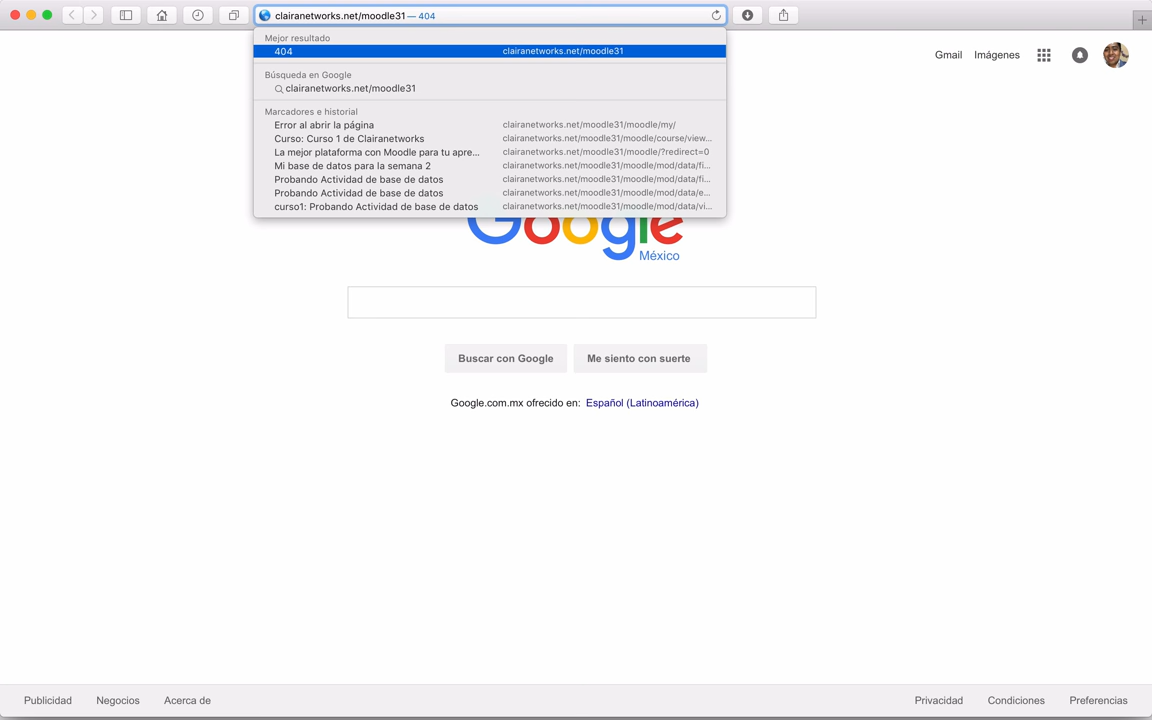 clairanetworks.net/moodle31 — 404
Mejor resultado
404 clairanetworks.net/moodle31
Búsqueda en Google
clairanetworks.net/moodle31
Marcadores e historial
Error al abrir la página clairanetworks.net/moodle31/moodle/my/
Curso: Curso 1 de Clairanetworks clairanetworks.net/moodle31/moodle/course/view...
La mejor plataforma con Moodle para tu apre... clairanetworks.net/moodle31/moodle/?redirect=0
Mi base de datos para la semana 2 clairanetworks.net/moodle31/moodle/mod/data/fi...
Probando Actividad de base de datos clairanetworks.net/moodle31/moodle/mod/data/fi...
Probando Actividad de base de datos clairanetworks.net/moodle31/moodle/mod/data/e...
curso1: Probando Actividad de base de datos clairanetworks.net/moodle31/moodle/mod/data/vi...
Gmail Imágenes
Google
México
Buscar con Google Me siento con suerte
Google.com.mx ofrecido en: Español (Latinoamérica)
Publicidad Negocios Acerca de Privacidad Condiciones Preferencias